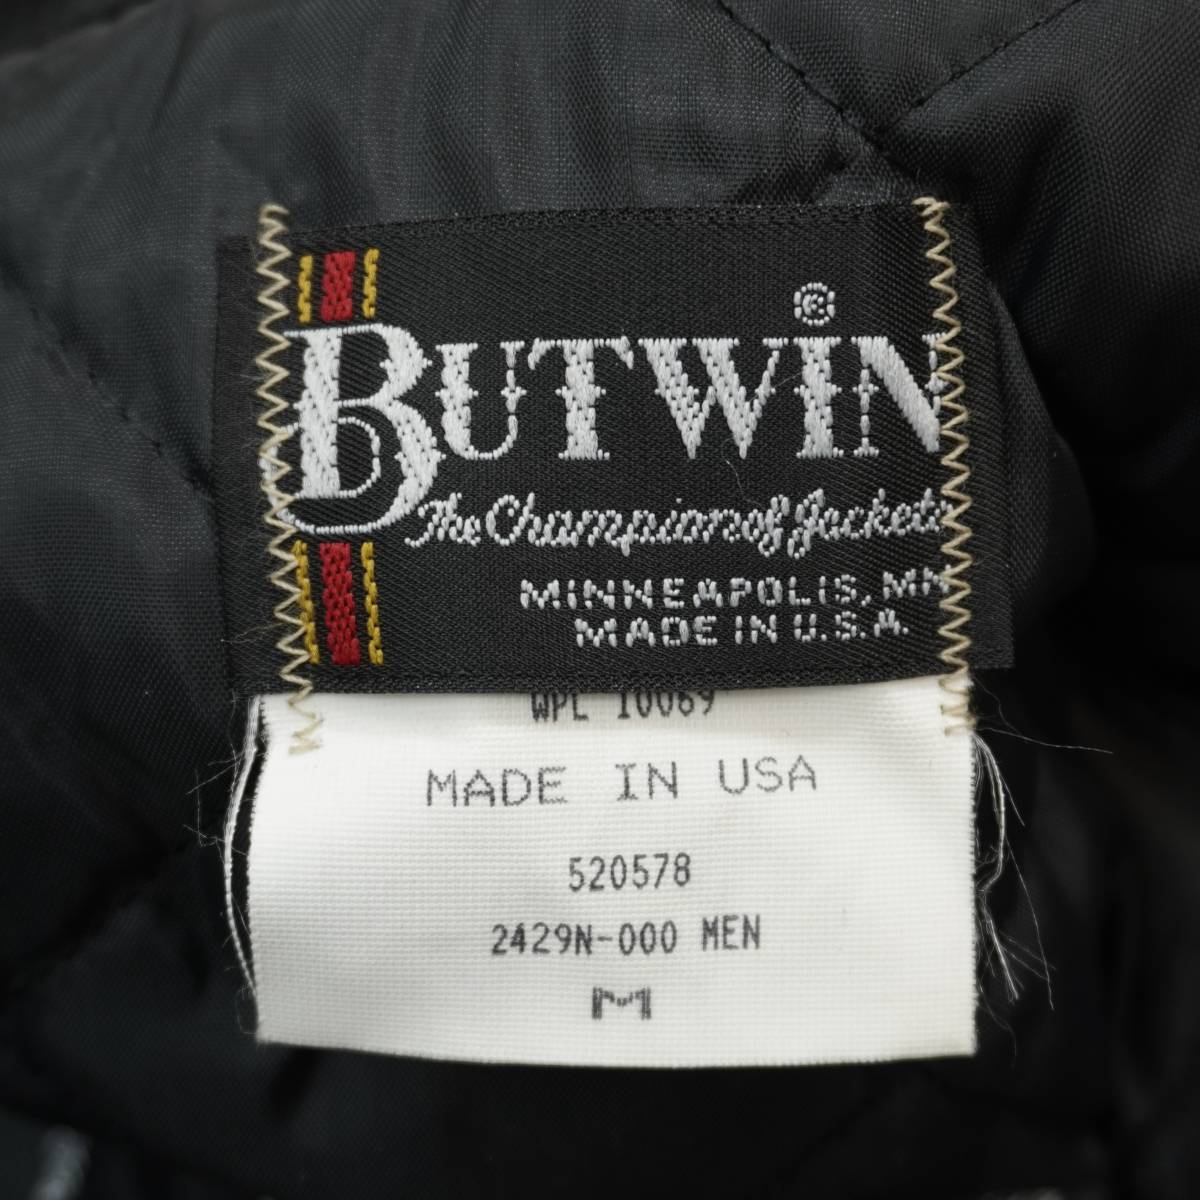 BUTWIN®
The Champion of Jackets
MINNEAPOLIS, MN
MADE IN U.S.A.
WPL 10069
MADE IN USA
520578
2429N-000 MEN
M